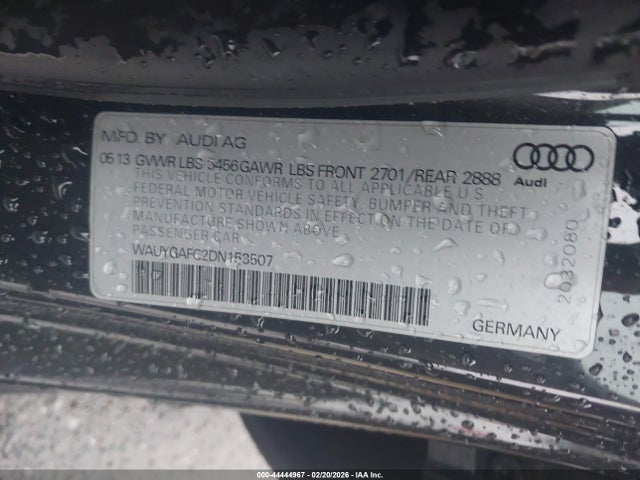 MFD. BY AUDI AG
0513 GVWR LBS 5456 GAWR LBS FRONT 2701/REAR 2888
THIS VEHICLE CONFORMS TO ALL APPLICABLE U S
FEDERAL MOTOR VEHICLE SAFETY, BUMPER AND THEFT
PREVENTION STANDARDS IN EFFECT ON THE DATE OF
MANUFACTURE SHOWN ABOVE.
PASSENGER CAR
WAUYGAFC2DN153507
Audi
2032080
GERMANY
000-44444967 - 02/20/2026 - IAA Inc.